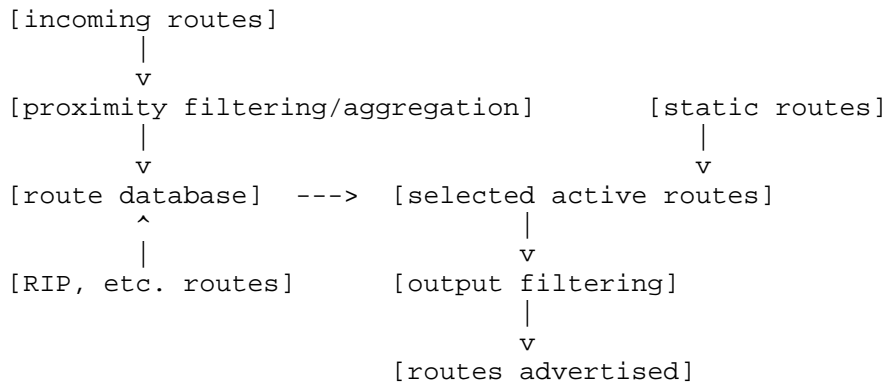 [incoming routes]
|
v
[proximity filtering/aggregation] [static routes]
| |
v v
[route database] ---> [selected active routes]
^ |
| v
[RIP, etc. routes] [output filtering]
|
v
[routes advertised]